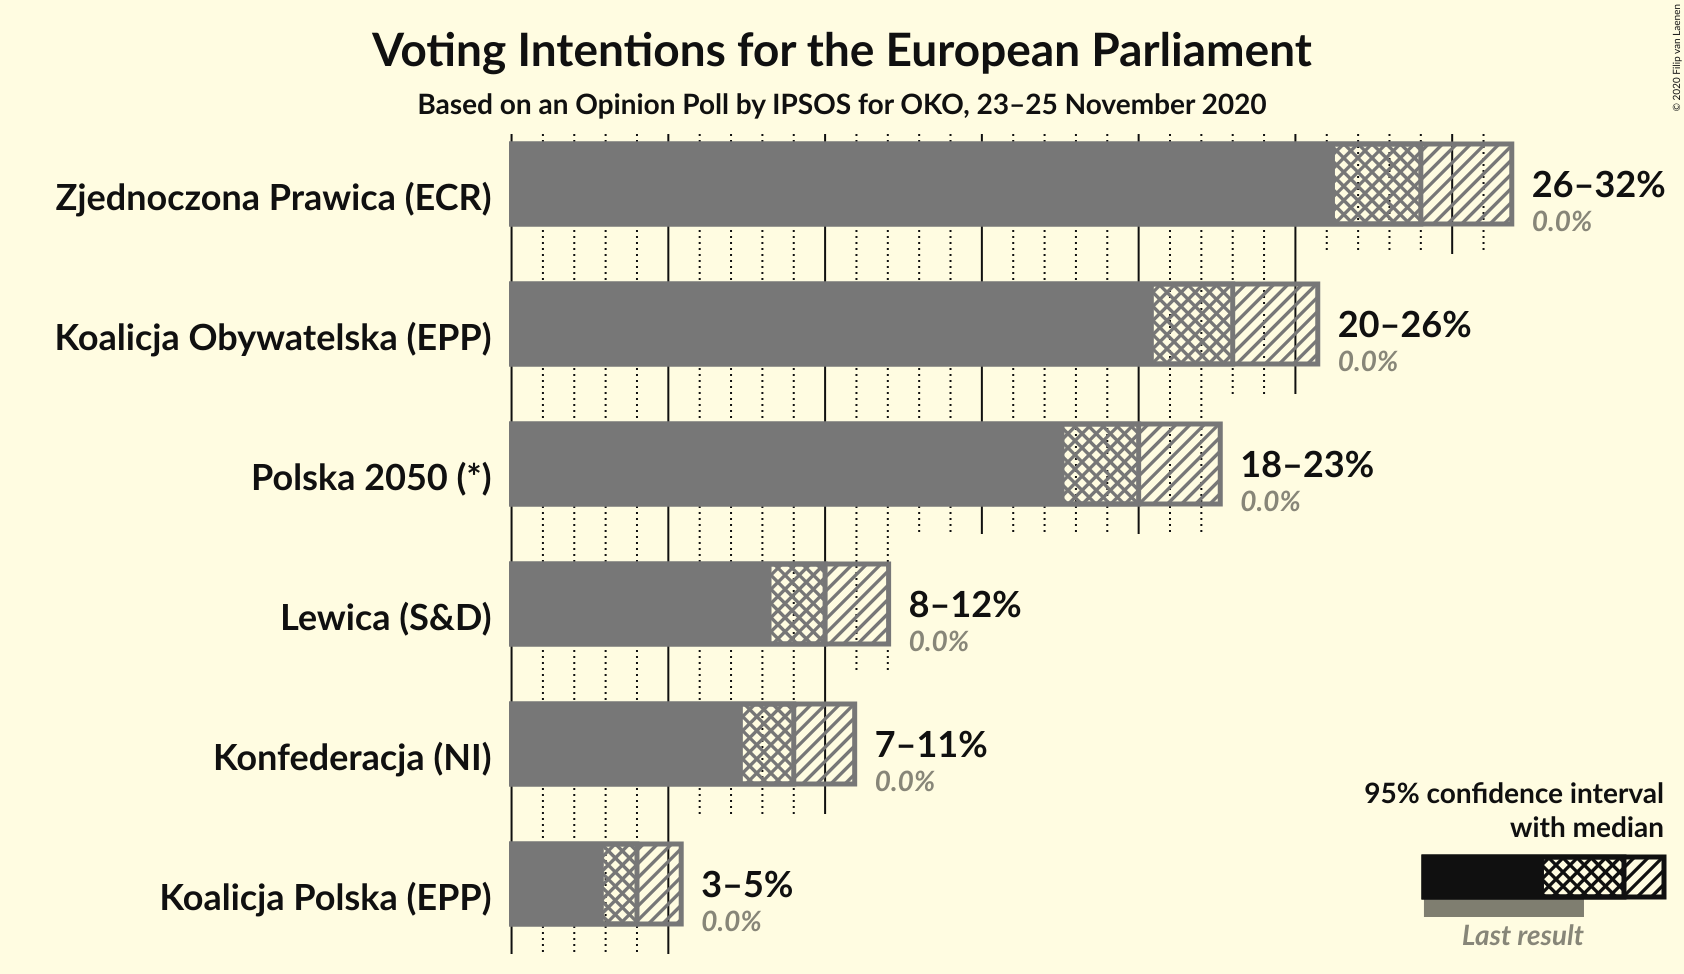 Voting Intentions for the European Parliament
Based on an Opinion Poll by IPSOS for OKO, 23–25 November 2020
© 2020 Filip van Laenen
Zjednoczona Prawica (ECR)
26–32%
0.0%
Koalicja Obywatelska (EPP)
20–26%
0.0%
Polska 2050 (*)
18–23%
0.0%
Lewica (S&D)
8–12%
0.0%
Konfederacja (NI)
7–11%
0.0%
Koalicja Polska (EPP)
3–5%
0.0%
95% confidence interval
with median
Last result